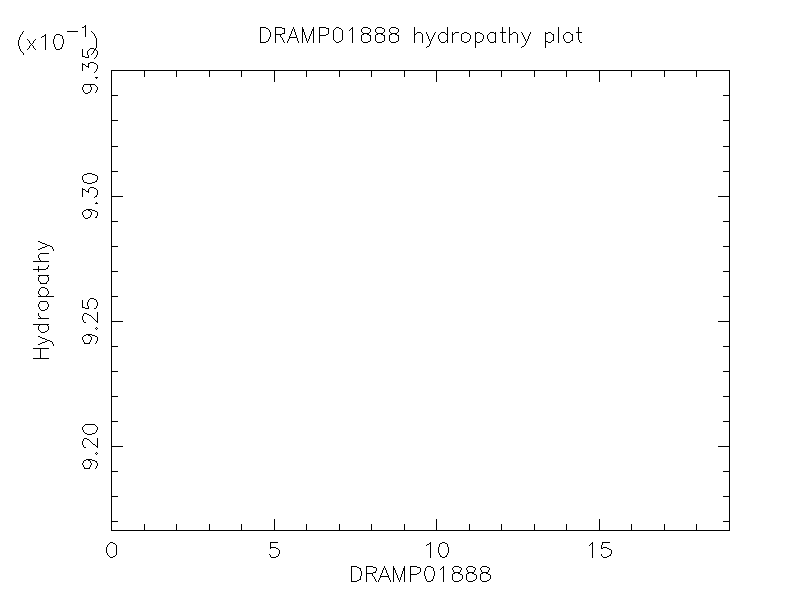 DRAMP01888 hydropathy plot
(x10⁻¹)
9.35
9.30
9.25
9.20
Hydropathy
0 5 10 15
DRAMP01888